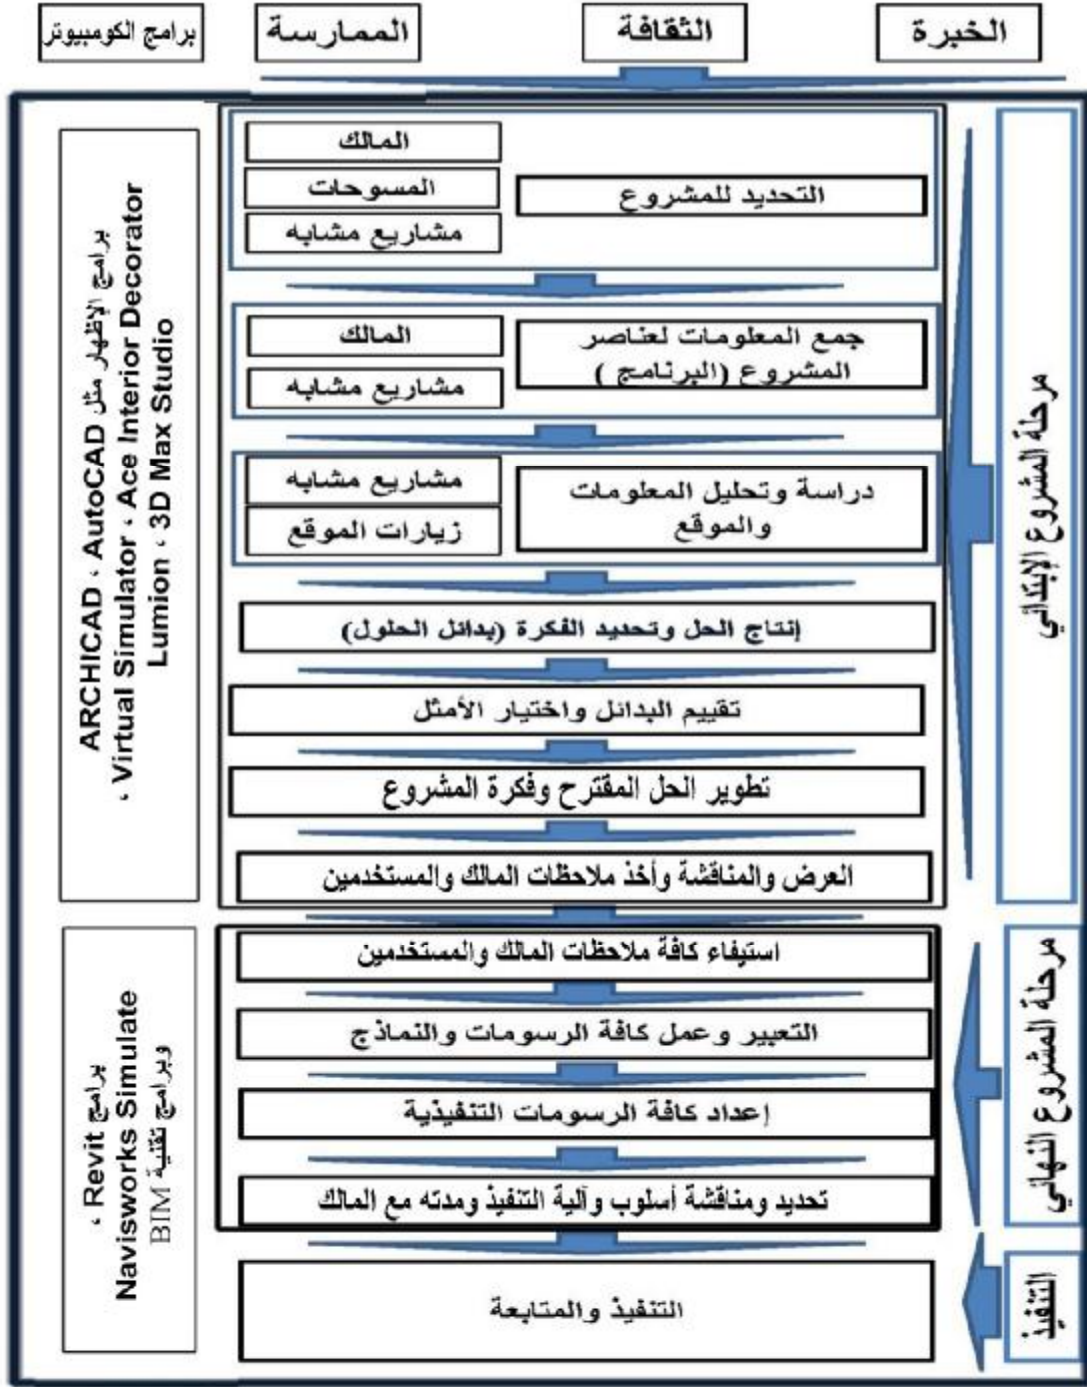 الخبرة
الثقافة
الممارسة
برامج الكومبيوتر
مرحلة المشروع الإبتدائي
التحديد للمشروع
المالك
المسوحات
مشاريع مشابه
جمع المعلومات لعناصر
المشروع (البرنامج )
المالك
مشاريع مشابه
دراسة وتحليل المعلومات
والموقع
مشاريع مشابه
زيارات الموقع
إنتاج الحل وتحديد الفكرة (بدائل الحلول)
تقييم البدائل واختيار الأمثل
تطوير الحل المقترح وفكرة المشروع
العرض والمناقشة وأخذ ملاحظات المالك والمستخدمين
برامج الإظهار مثل ARCHICAD ، AutoCAD
، Virtual Simulator ، Ace Interior Decorator
Lumion ، 3D Max Studio
مرحلة المشروع النهائي
استيفاء كافة ملاحظات المالك والمستخدمين
التعبير وعمل كافة الرسومات والنماذج
إعداد كافة الرسومات التنفيذية
تحديد ومناقشة أسلوب وآلية التنفيذ ومدته مع المالك
التنفيذ
التنفيذ والمتابعة
برامج Revit ،
Navisworks Simulate
وبرامج تقنية BIM